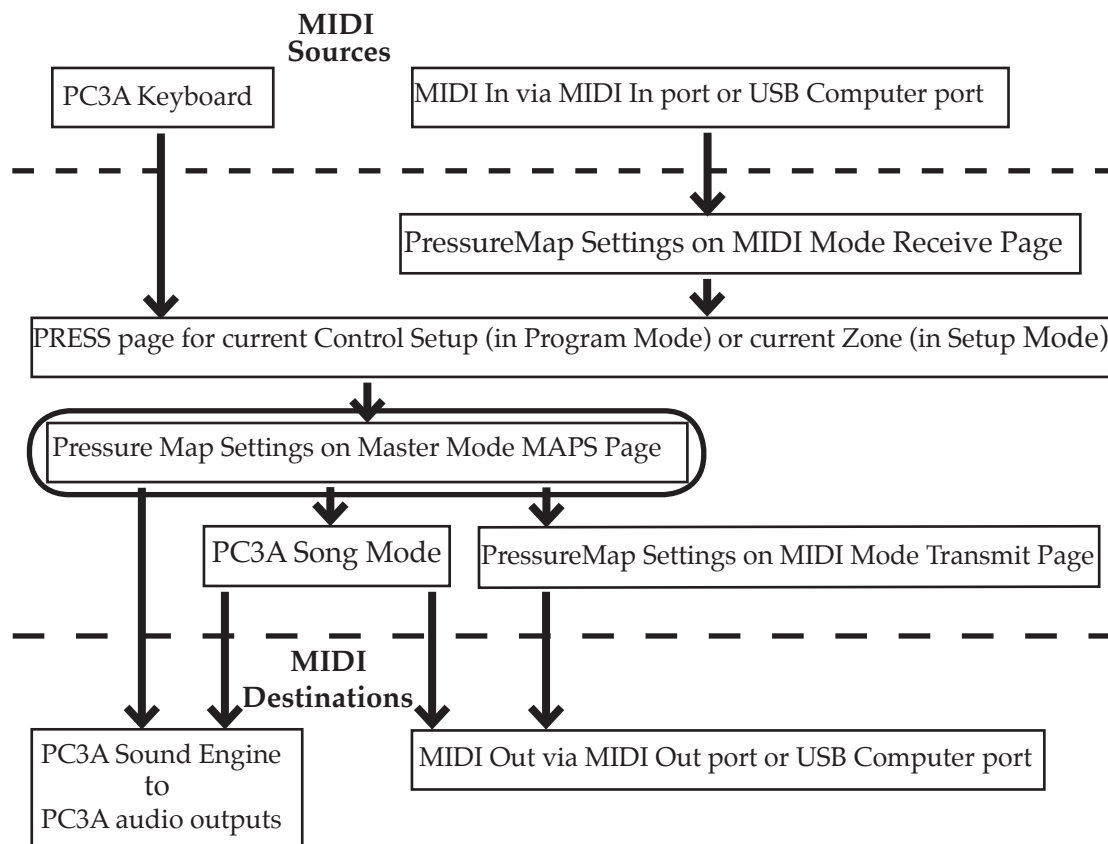 MIDI
Sources
PC3A Keyboard
MIDI In via MIDI In port or USB Computer port
PressureMap Settings on MIDI Mode Receive Page
PRESS page for current Control Setup (in Program Mode) or current Zone (in Setup Mode)
Pressure Map Settings on Master Mode MAPS Page
PC3A Song Mode
PressureMap Settings on MIDI Mode Transmit Page
MIDI
Destinations
PC3A Sound Engine
to
PC3A audio outputs
MIDI Out via MIDI Out port or USB Computer port